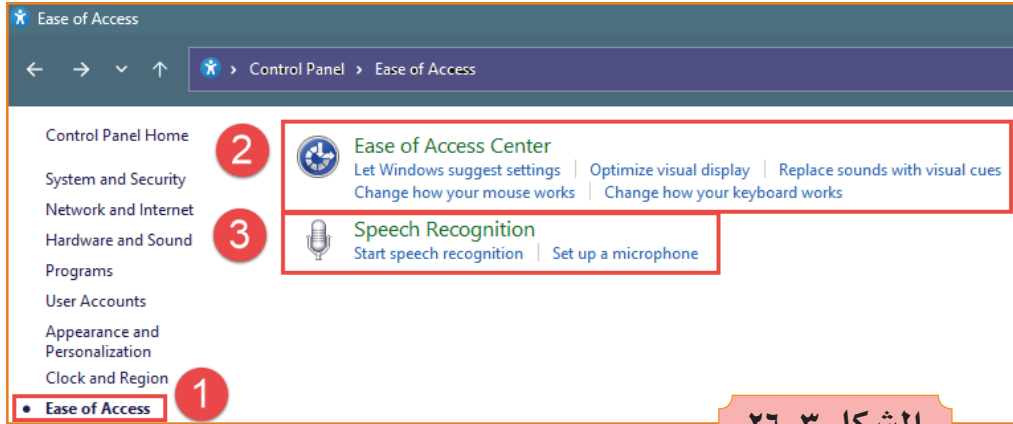 Ease of Access
Control Panel > Ease of Access
Control Panel Home
System and Security
Network and Internet
Hardware and Sound
Programs
User Accounts
Appearance and
Personalization
Clock and Region
1
• Ease of Access
2
Ease of Access Center
Let Windows suggest settings | Optimize visual display | Replace sounds with visual cues
Change how your mouse works | Change how your keyboard works
3
Speech Recognition
Start speech recognition | Set up a microphone
الشكل ٣-٢٦